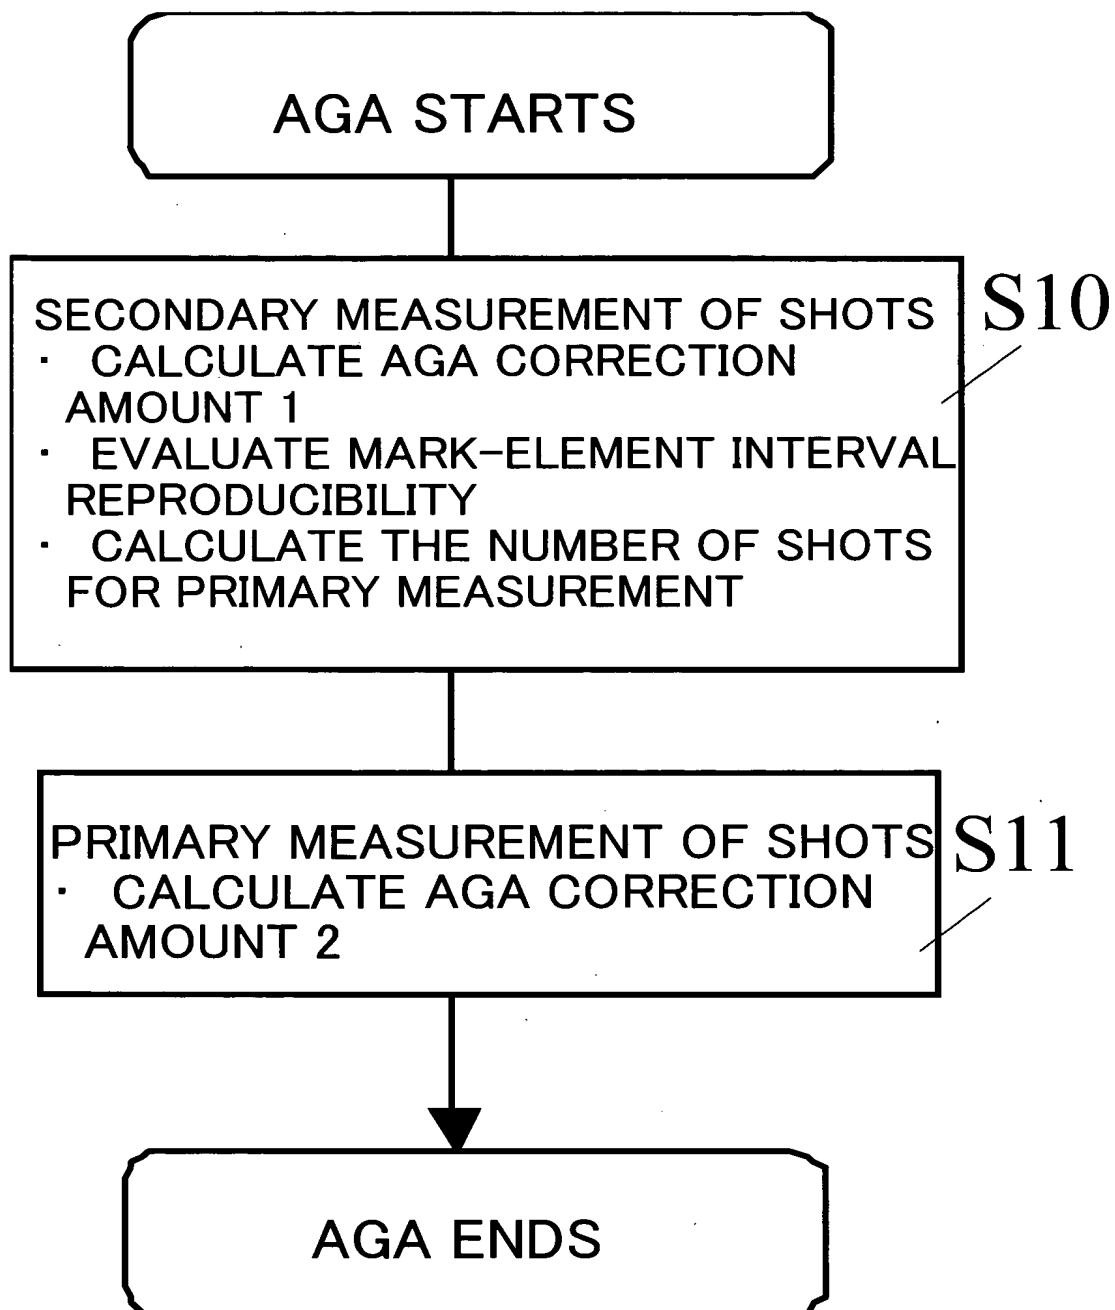 AGA STARTS
SECONDARY MEASUREMENT OF SHOTS
S10
· CALCULATE AGA CORRECTION
AMOUNT 1
· EVALUATE MARK-ELEMENT INTERVAL
REPRODUCIBILITY
· CALCULATE THE NUMBER OF SHOTS
FOR PRIMARY MEASUREMENT
PRIMARY MEASUREMENT OF SHOTS
S11
· CALCULATE AGA CORRECTION
AMOUNT 2
AGA ENDS